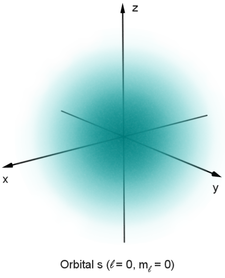 z
x
y
Orbital s (ℓ = 0, mℓ = 0)